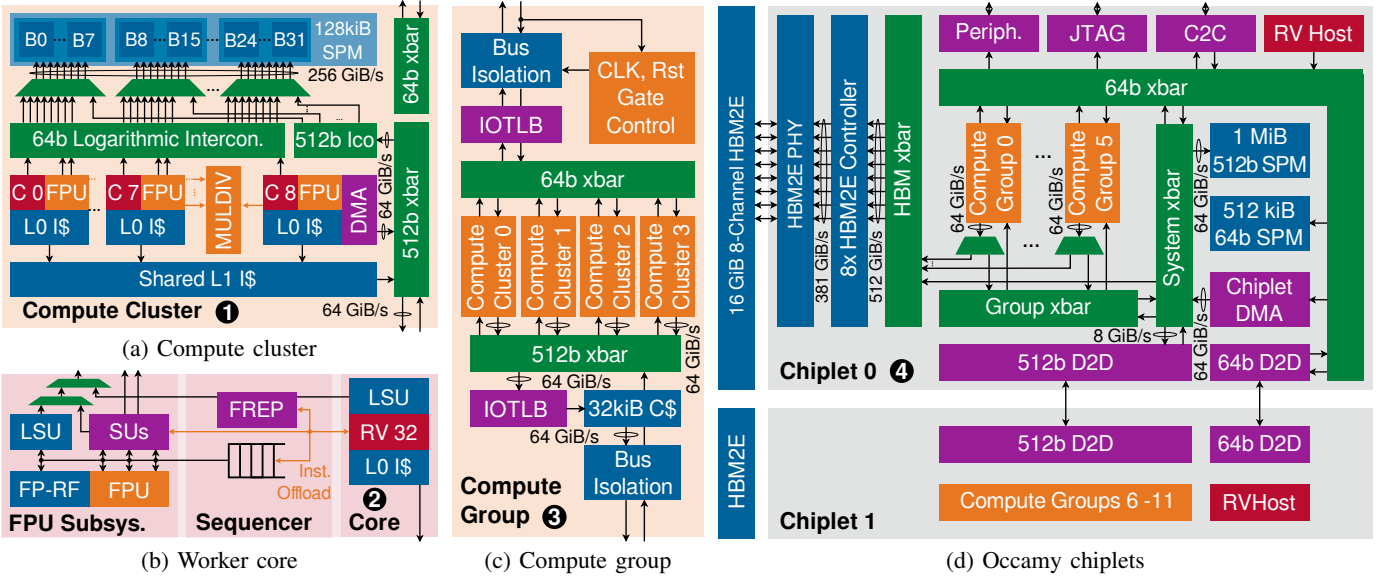 B0 ... B7 B8 ... B15 ... B24 ... B31
128kiB
SPM
256 GiB/s
...
64b xbar
64b Logarithmic Intercon.
512b Ico
64 GiB/s
512b xbar
C 0 FPU
L0 I$
...
C 7 FPU
L0 I$
MULDIV
C 8 FPU
L0 I$
DMA
64 GiB/s
Shared L1 I$
Compute Cluster 1
64 GiB/s
(a) Compute cluster
LSU
SUs
FP-RF FPU
FPU Subsys.
FREP
Inst.
Offload
Sequencer
LSU
RV 32
L0 I$
2
Core
(b) Worker core
Bus
Isolation
CLK, Rst
Gate
Control
IOTLB
64b xbar
Compute
Cluster 0
Compute
Cluster 1
Compute
Cluster 2
Compute
Cluster 3
512b xbar
64 GiB/s
64 GiB/s
IOTLB
32kiB C$
64 GiB/s
Bus
Isolation
Compute
Group 3
(c) Compute group
16 GiB 8-Channel HBM2E
HBM2E PHY
381 GiB/s
8x HBM2E Controller
512 GiB/s
HBM xbar
Periph.
JTAG
C2C
RV Host
64b xbar
Compute
Group 0
64 GiB/s
...
Compute
Group 5
64 GiB/s
...
Group xbar
System xbar
64 GiB/s
1 MiB
512b SPM
512 kiB
64b SPM
Chiplet
DMA
64 GiB/s
8 GiB/s
512b D2D
64b D2D
Chiplet 0 4
HBM2E
512b D2D
64b D2D
Compute Groups 6 -11
RVHost
Chiplet 1
(d) Occamy chiplets